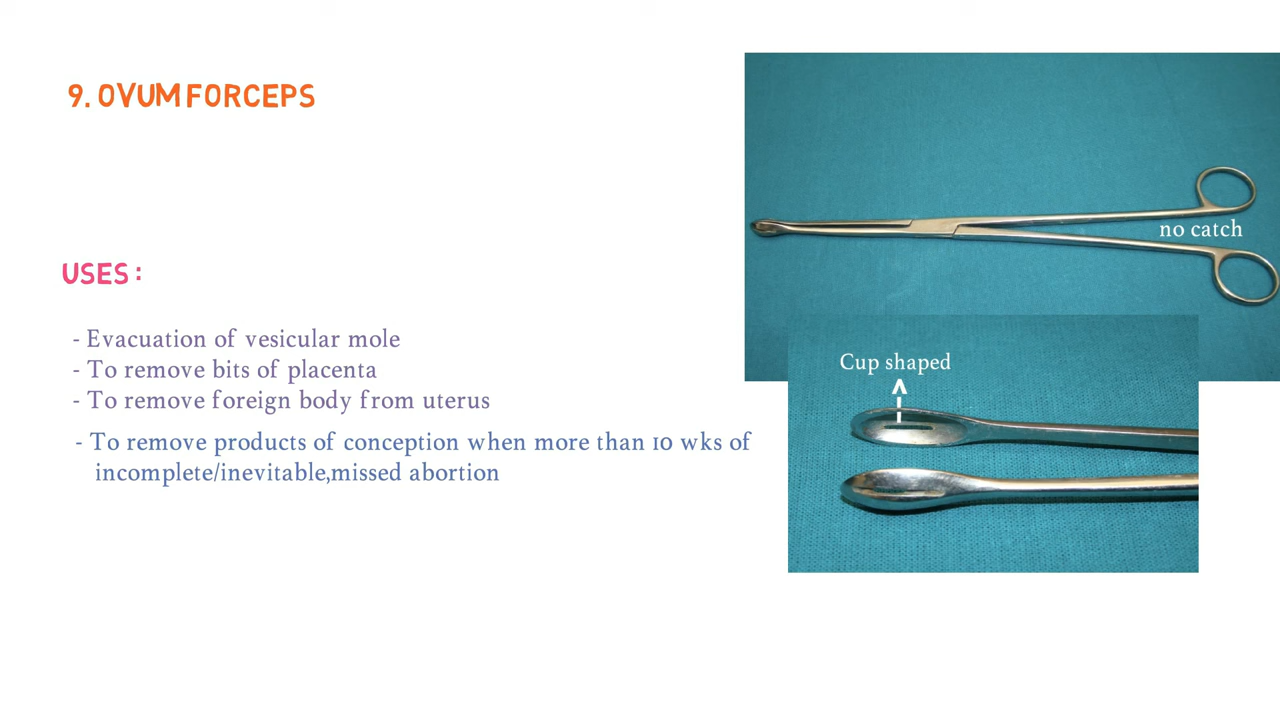 9. OVUM FORCEPS
no catch
USES :
- Evacuation of vesicular mole
- To remove bits of placenta
- To remove foreign body from uterus
- To remove products of conception when more than 10 wks of
incomplete/inevitable,missed abortion
Cup shaped